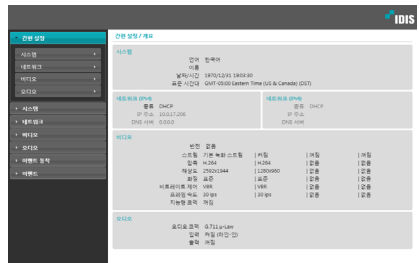 IDIS
간편 설정
시스템
네트워크
비디오
오디오
시스템
네트워크
비디오
오디오
이벤트 동작
이벤트
간편 설정 / 개요
시스템
언어 한국어
이름
날짜/시간 1970/12/31 19:03:30
표준 시간대 GMT-05:00 Eastern Time (US & Canada) (DST)
네트워크 (IPv4)
종류 DHCP
IP 주소 10.0.17.206
DNS 서버 0.0.0.0
네트워크 (IPv6)
종류 DHCP
IP 주소
DNS 서버
비디오
반전 없음
스트림 기본 녹화 스트림 | 켜짐 | 꺼짐 | 꺼짐
압축 H.264 | H.264 | 없음 | 없음
해상도 2592x1944 | 1280x960 | 없음 | 없음
화질 표준 | 표준 | 없음 | 없음
비트레이트 제어 VBR | VBR | 없음 | 없음
프레임 속도 30 ips | 30 ips | 없음 | 없음
지능형 코덱 꺼짐
오디오
오디오 코덱 G.711 μ-Law
입력 켜짐 (라인-인)
출력 꺼짐